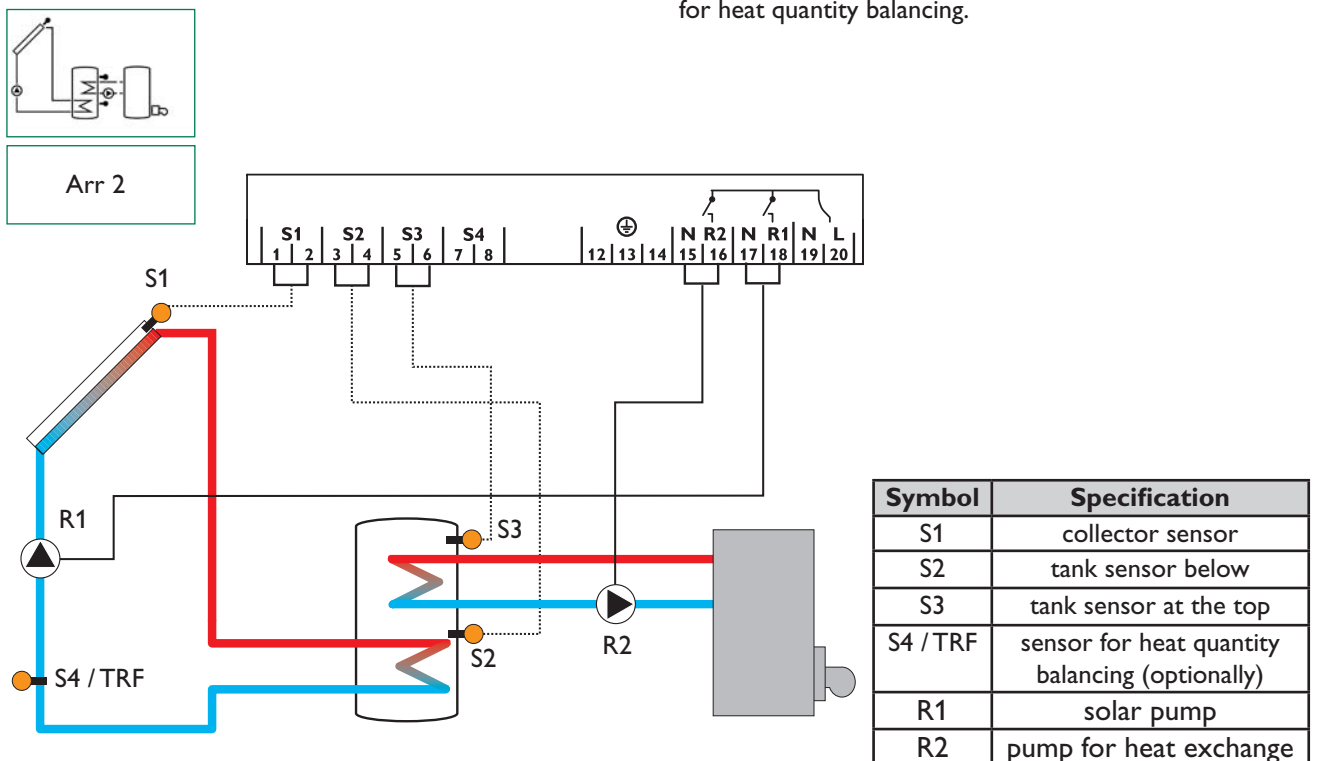 for heat quantity balancing.
Arr 2
S1 S2 S3 S4 N R2 N R1 N L
1 2 3 4 5 6 7 8 12 13 14 15 16 17 18 19 20
S1
R1
S3
S2
R2
S4 / TRF
Symbol Specification
S1 collector sensor
S2 tank sensor below
S3 tank sensor at the top
S4 / TRF sensor for heat quantity
balancing (optionally)
R1 solar pump
R2 pump for heat exchange